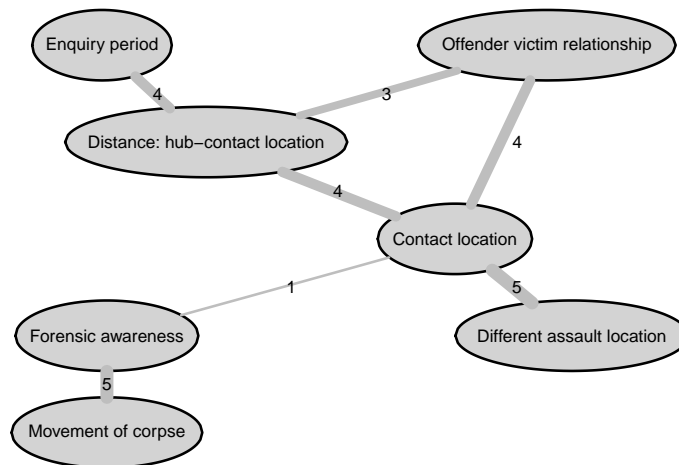 Enquiry period
Offender victim relationship
4
3
Distance: hub−contact location
4
4
Contact location
1
5
Forensic awareness
Different assault location
5
Movement of corpse